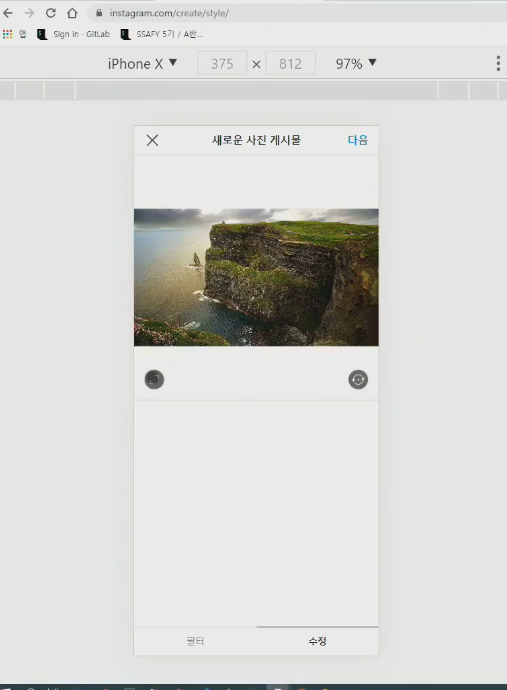 instagram.com/create/style/
앱 Sign in · GitLab SSAFY 5기 / A반...
iPhone X ▼ 375 × 812 97% ▼
새로운 사진 게시물 다음
필터 수정